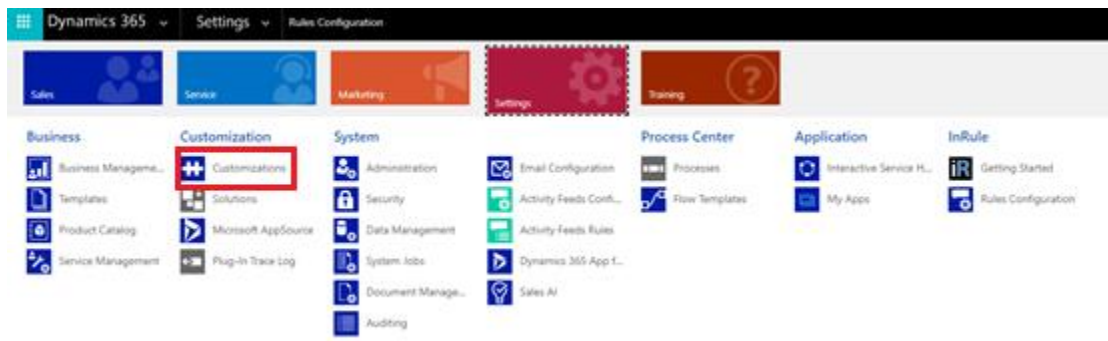 Dynamics 365 Settings Rules Configuration
Sales Service Marketing Settings Training
Business Customization System Process Center Application InRule
Business Manageme... Customizations Administration Email Configuration Processes Interactive Service H... iR Getting Started
Templates Solutions Security Activity Feeds Confi... Flow Templates My Apps Rules Configuration
Product Catalog Microsoft AppSource Data Management Activity Feeds Rules
Service Management Plug-In Trace Log System Jobs Dynamics 365 App f...
Document Manage... Sales AI
Auditing